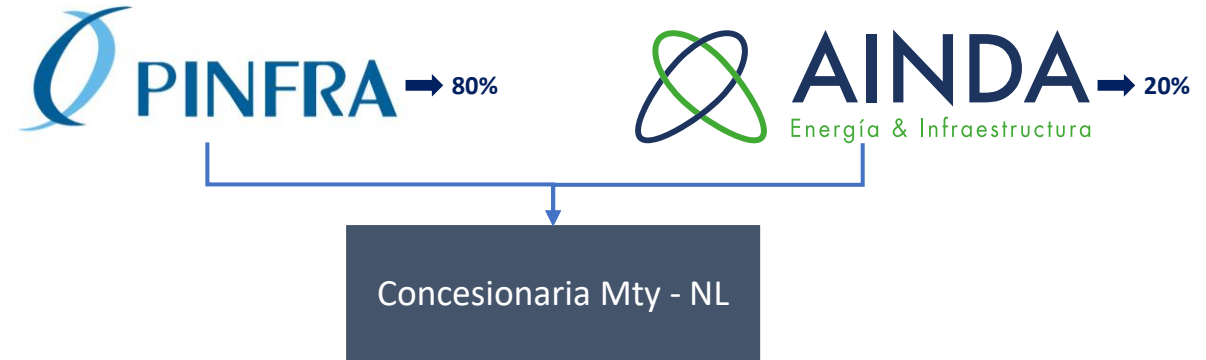 PINFRA
80%
AINDA
Energía & Infraestructura
20%
Concesionaria Mty - NL